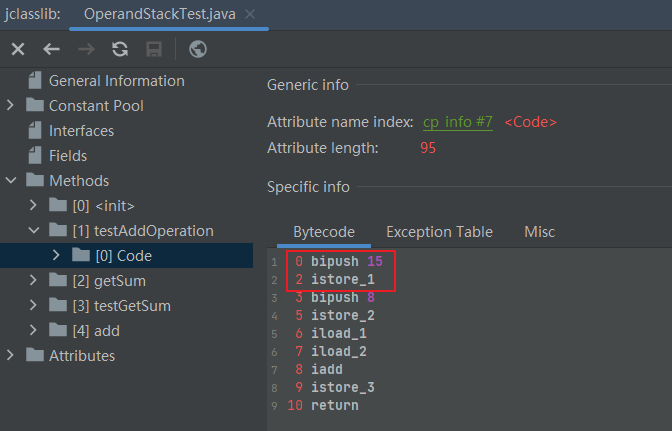 jclasslib: OperandStackTest.java
General Information
Constant Pool
Interfaces
Fields
Methods
[0] <init>
[1] testAddOperation
[0] Code
[2] getSum
[3] testGetSum
[4] add
Attributes
Generic info
Attribute name index: cp_info #7 <Code>
Attribute length: 95
Specific info
Bytecode Exception Table Misc
1 0 bipush 15
2 2 istore_1
3 3 bipush 8
4 5 istore_2
5 6 iload_1
6 7 iload_2
7 8 iadd
8 9 istore_3
9 10 return